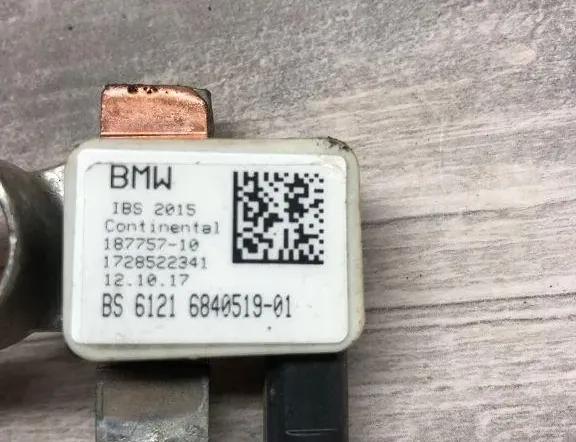 BMW
IBS 2015
Continental
187757-10
1728522341
12.10.17
BS 6121 6840519-01